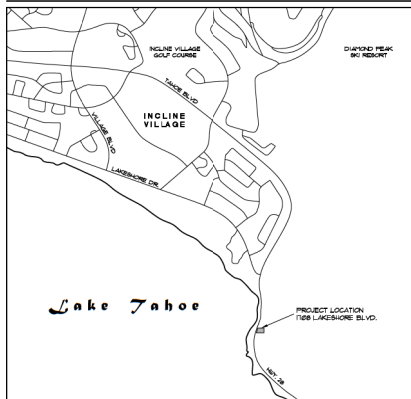 INCLINE VILLAGE
GOLF COURSE
DIAMOND PEAK
SKI RESORT
TAHOE BLVD
INCLINE
VILLAGE
VILLAGE BLVD
LAKESHORE DR.
Lake Tahoe
PROJECT LOCATION
1708 LAKESHORE BLVD.
HWY 28